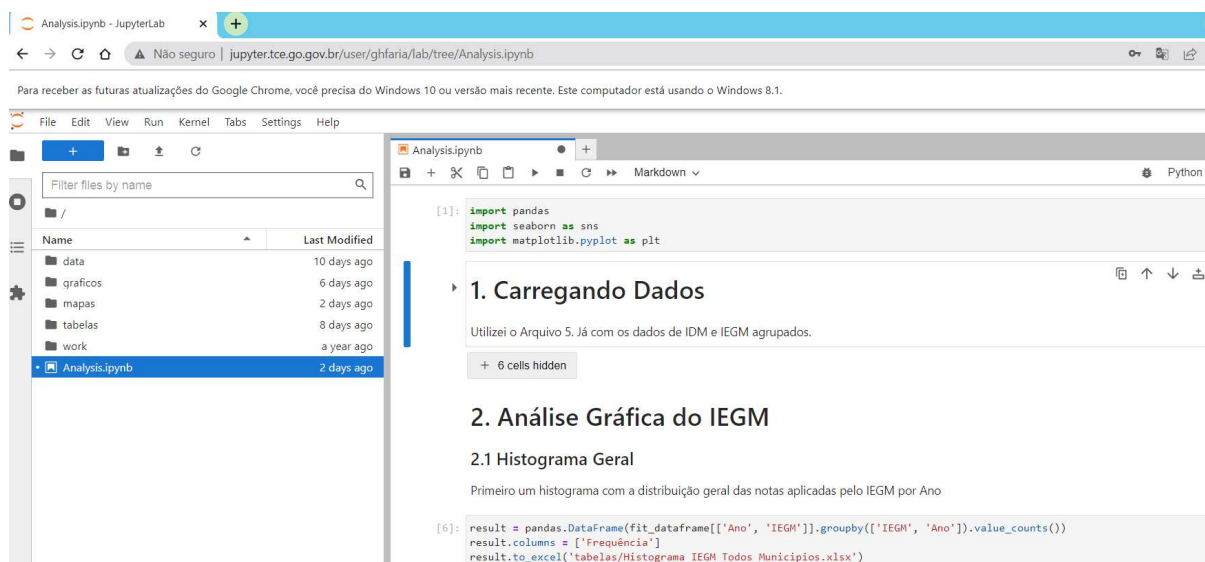 Analysis.ipynb - JupyterLab
Não seguro | jupyter.tce.go.gov.br/user/ghfaria/lab/tree/Analysis.ipynb
Para receber as futuras atualizações do Google Chrome, você precisa do Windows 10 ou versão mais recente. Este computador está usando o Windows 8.1.
File Edit View Run Kernel Tabs Settings Help
Filter files by name
/
Name Last Modified
data 10 days ago
graficos 6 days ago
mapas 2 days ago
tabelas 8 days ago
work a year ago
Analysis.ipynb 2 days ago
Analysis.ipynb
Markdown Python
[1]: import pandas
import seaborn as sns
import matplotlib.pyplot as plt
1. Carregando Dados
Utilizei o Arquivo 5. Já com os dados de IDM e IEGM agrupados.
+ 6 cells hidden
2. Análise Gráfica do IEGM
2.1 Histograma Geral
Primeiro um histograma com a distribuição geral das notas aplicadas pelo IEGM por Ano
[6]: result = pandas.DataFrame(fit_dataframe[['Ano', 'IEGM']].groupby(['IEGM', 'Ano']).value_counts())
result.columns = ['Frequência']
result.to_excel('tabelas/Histograma IEGM Todos Municipios.xlsx')